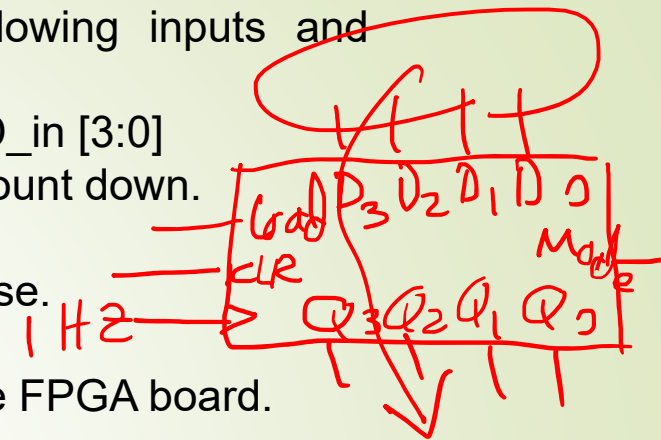 lowing inputs and
D_in [3:0]
ount down.
Load D3 D2 D1 D0
Mode
CLR
se.
1 HZ Q3 Q2 Q1 Q0
e FPGA board.